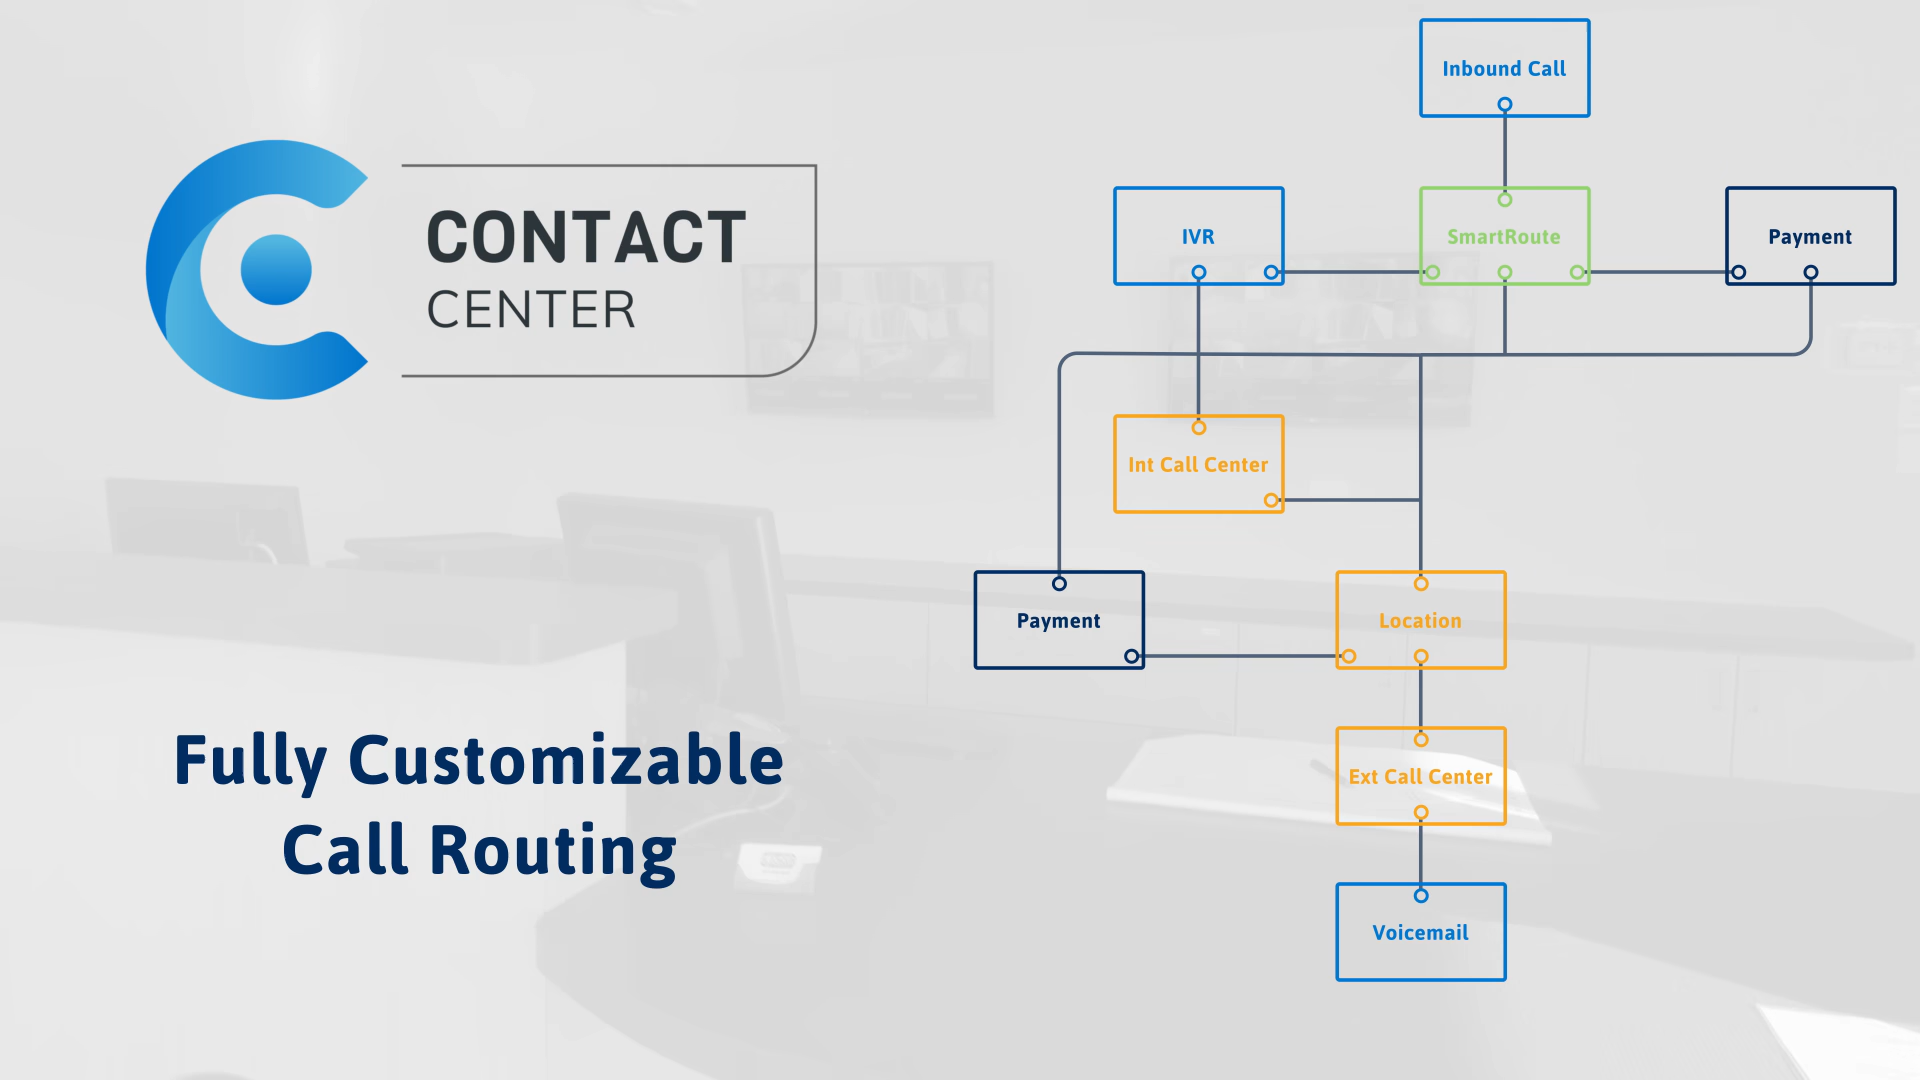 CONTACT
CENTER
Fully Customizable
Call Routing
Inbound Call
IVR
SmartRoute
Payment
Int Call Center
Payment
Location
Ext Call Center
Voicemail